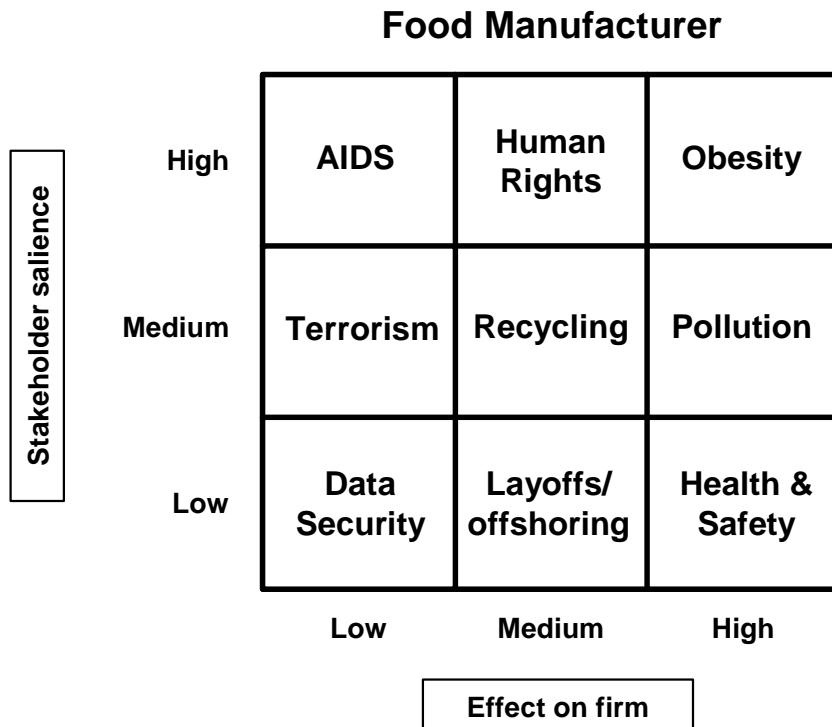 Food Manufacturer
Stakeholder salience
High
AIDS
Human
Rights
Obesity
Medium
Terrorism
Recycling
Pollution
Low
Data
Security
Layoffs/
offshoring
Health &
Safety
Low
Medium
High
Effect on firm